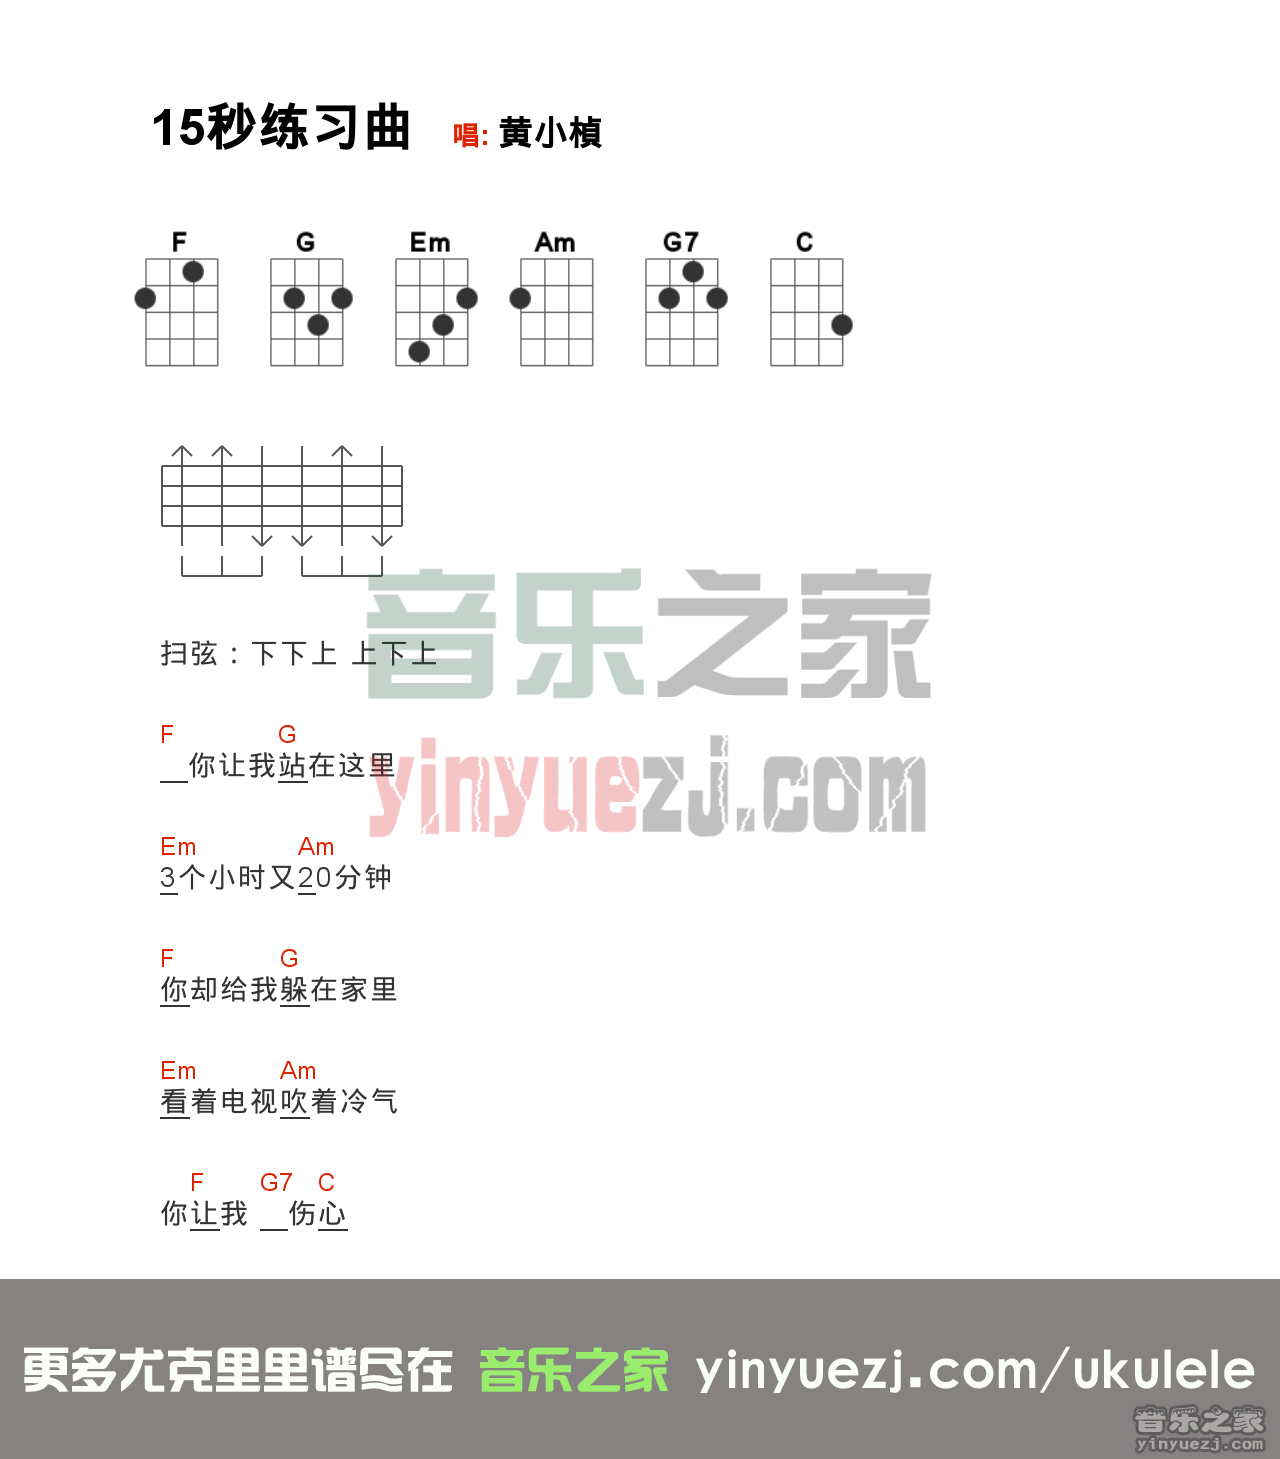 15秒练习曲 唱: 黄小楨
F G Em Am G7 C
扫弦：下下上 上下上
F G
__你让我站在这里
Em Am
3个小时又20分钟
F G
你却给我躲在家里
Em Am
看着电视吹着冷气
F G7 C
你让我 __伤心
音乐之家
yinyuezj.com
更多尤克里里谱尽在 音乐之家 yinyuezj.com/ukulele
音乐之家
yinyuezj.com